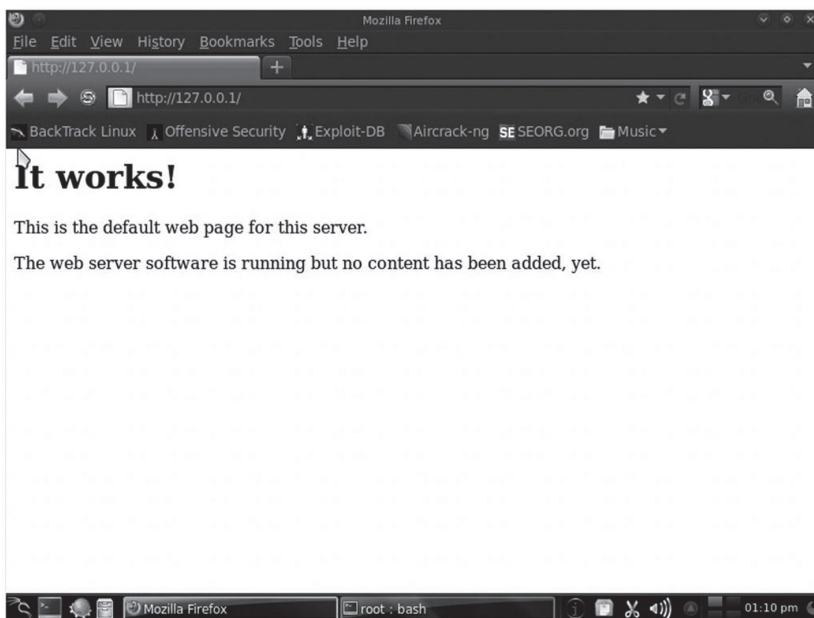 Mozilla Firefox
File Edit View History Bookmarks Tools Help
http://127.0.0.1/
http://127.0.0.1/
BackTrack Linux Offensive Security Exploit-DB Aircrack-ng SE SEORG.org Music
It works!
This is the default web page for this server.
The web server software is running but no content has been added, yet.
Mozilla Firefox root : bash 01:10 pm